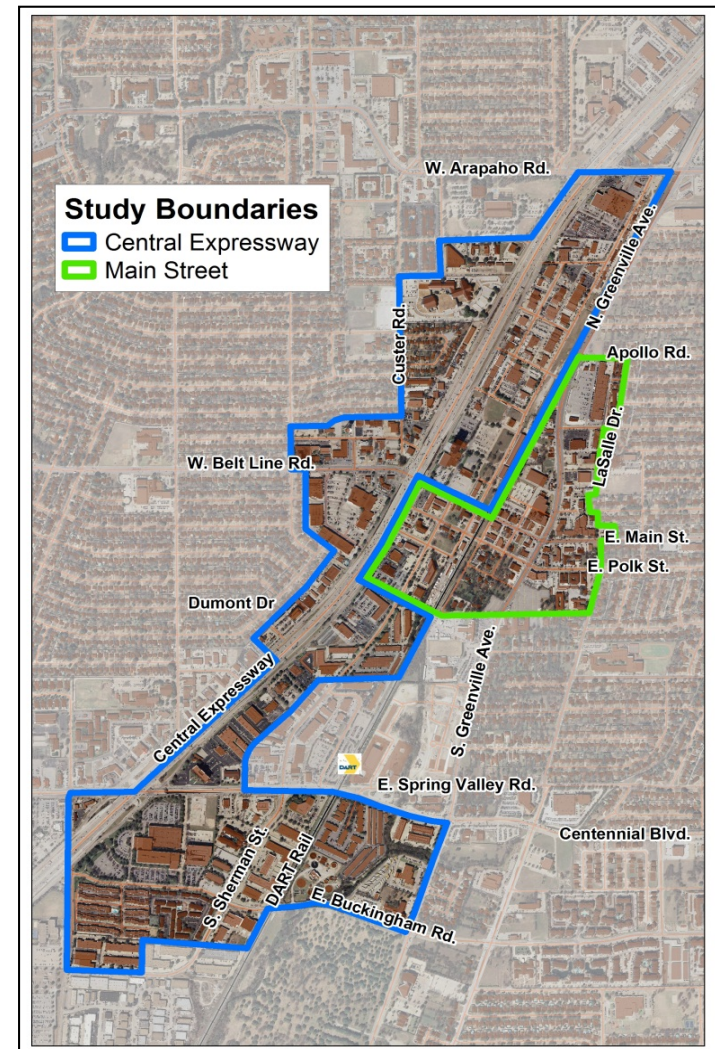 W. Arapaho Rd.
Study Boundaries
Central Expressway
Main Street
N. Greenville Ave.
Custer Rd.
Apollo Rd.
LaSalle Dr.
W. Belt Line Rd.
E. Main St.
E. Polk St.
Dumont Dr
S. Greenville Ave.
Central Expressway
DART
E. Spring Valley Rd.
Centennial Blvd.
S. Sherman St.
DART Rail
E. Buckingham Rd.